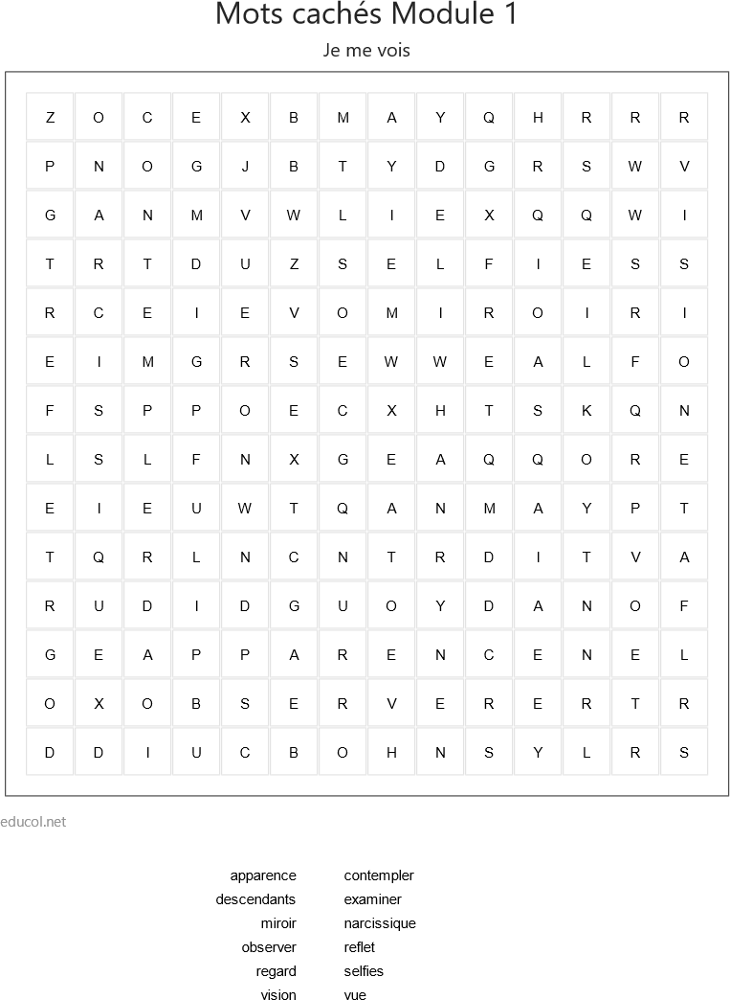 Mots cachés Module 1
Je me vois
Z O C E X B M A Y Q H R R R
P N O G J B T Y D G R S W V
G A N M V W L I E X Q Q W I
T R T D U Z S E L F I E S S
R C E I E V O M I R O I R I
E I M G R S E W W E A L F O
F S P P O E C X H T S K Q N
L S L F N X G E A Q Q O R E
E I E U W T Q A N M A Y P T
T Q R L N C N T R D I T V A
R U D I D G U O Y D A N O F
G E A P P A R E N C E N E L
O X O B S E R V E R E R T R
D D I U C B O H N S Y L R S
educol.net
apparence contempler
descendants examiner
miroir narcissique
observer reflet
regard selfies
vision vue